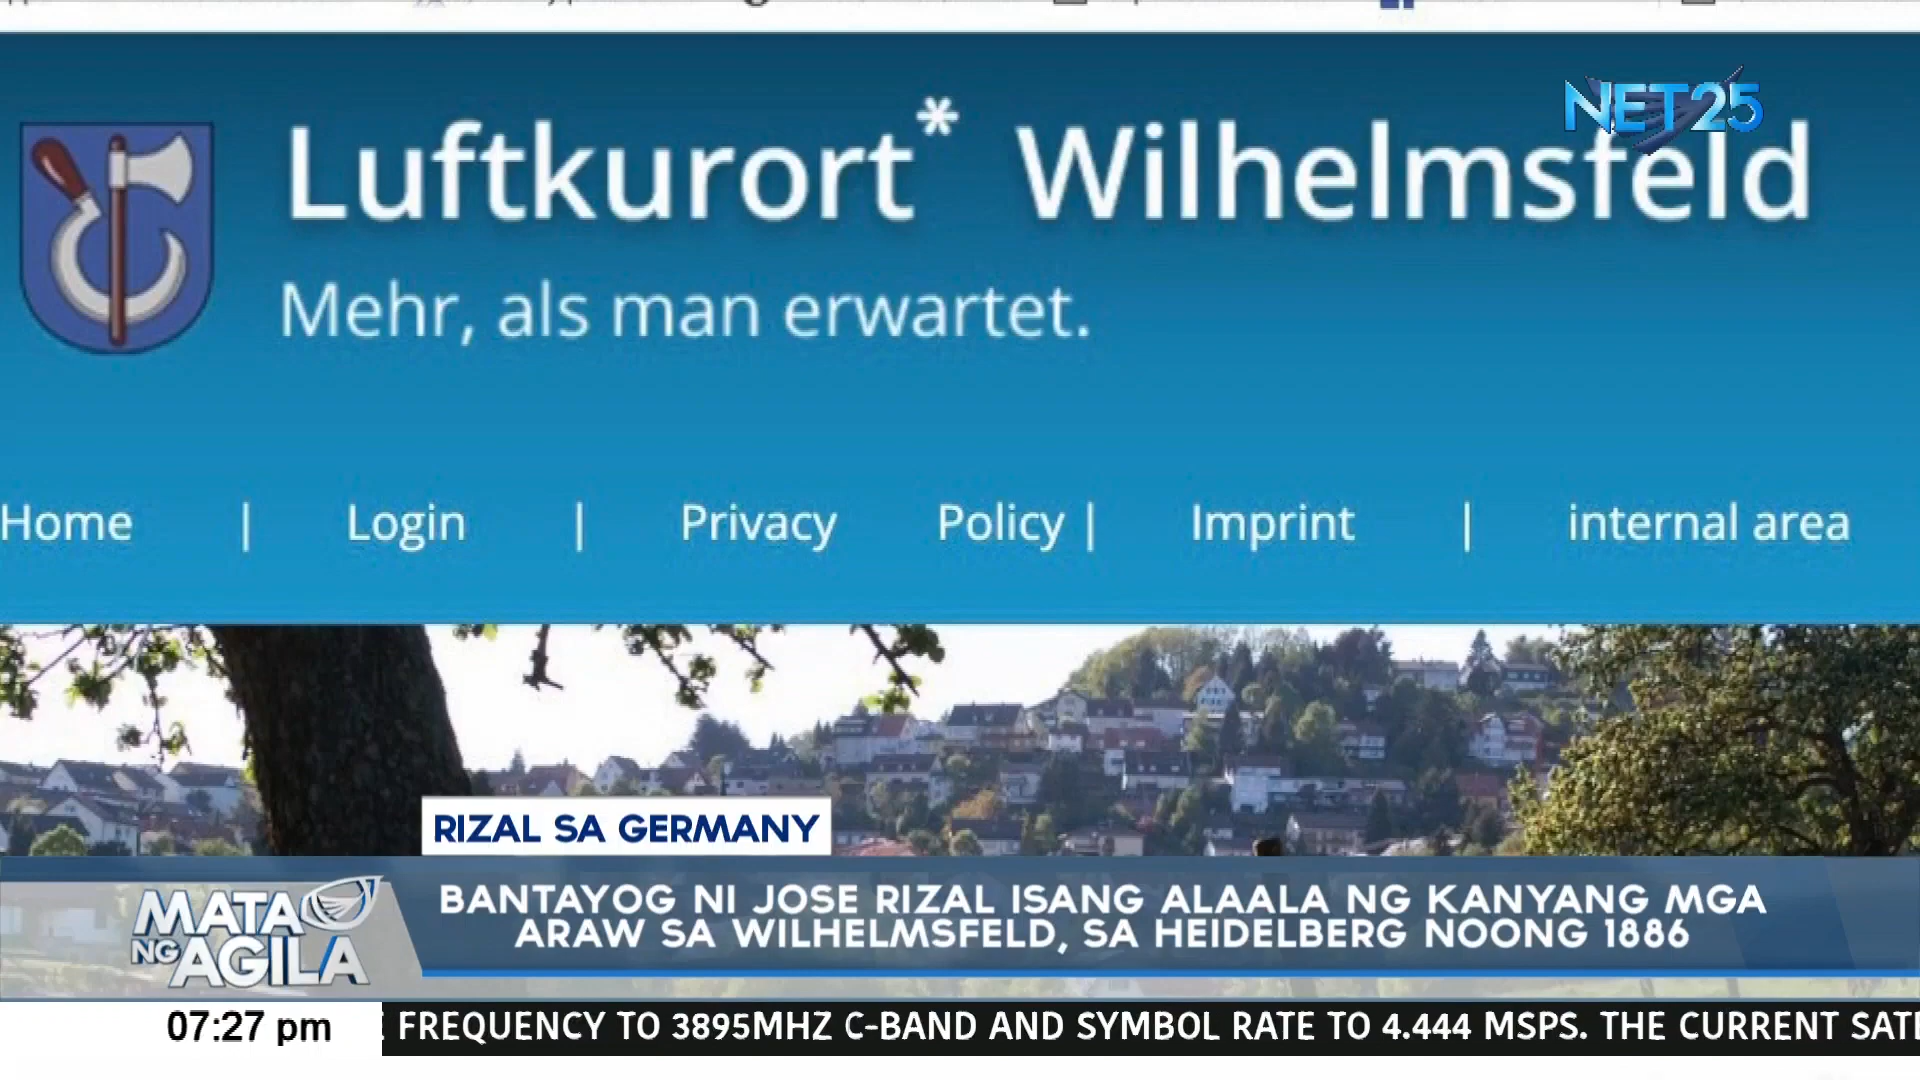 NET25
Luftkurort* Wilhelmsfeld
Mehr, als man erwartet.
Home | Login | Privacy Policy | Imprint | internal area
RIZAL SA GERMANY
MATA NG AGILA
BANTAYOG NI JOSE RIZAL ISANG ALAALA NG KANYANG MGA
ARAW SA WILHELMSFELD, SA HEIDELBERG NOONG 1886
07:27 pm
FREQUENCY TO 3895MHZ C-BAND AND SYMBOL RATE TO 4.444 MSPS. THE CURRENT